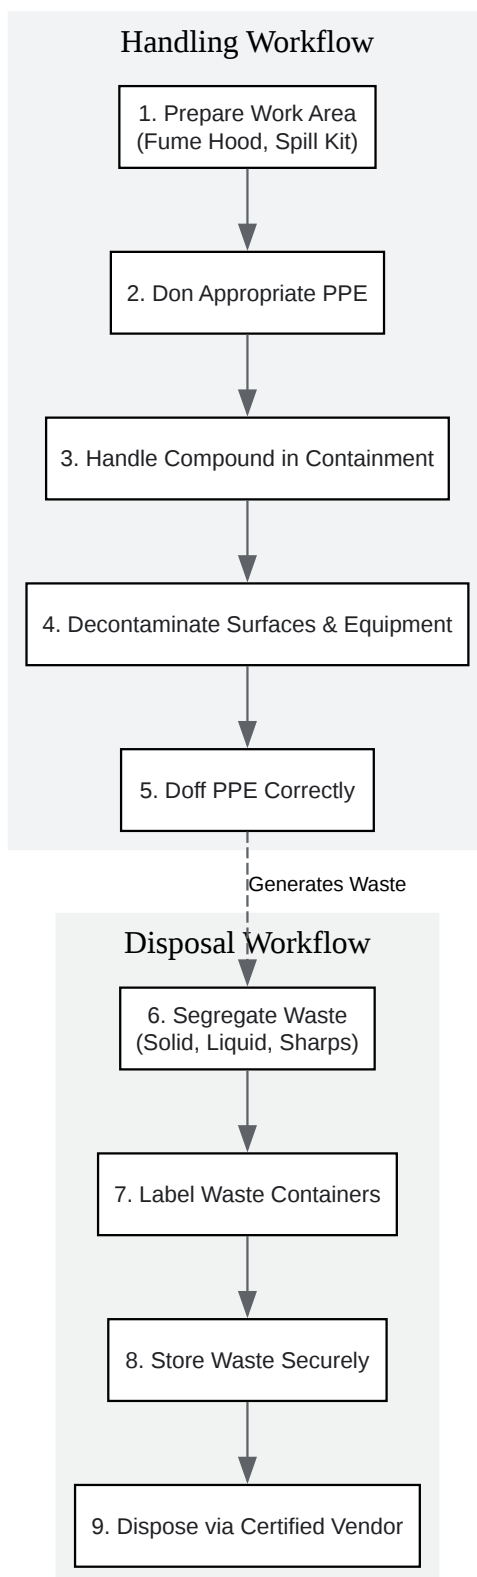 Handling Workflow
1. Prepare Work Area
(Fume Hood, Spill Kit)
2. Don Appropriate PPE
3. Handle Compound in Containment
4. Decontaminate Surfaces & Equipment
5. Doff PPE Correctly
Generates Waste
Disposal Workflow
6. Segregate Waste
(Solid, Liquid, Sharps)
7. Label Waste Containers
8. Store Waste Securely
9. Dispose via Certified Vendor